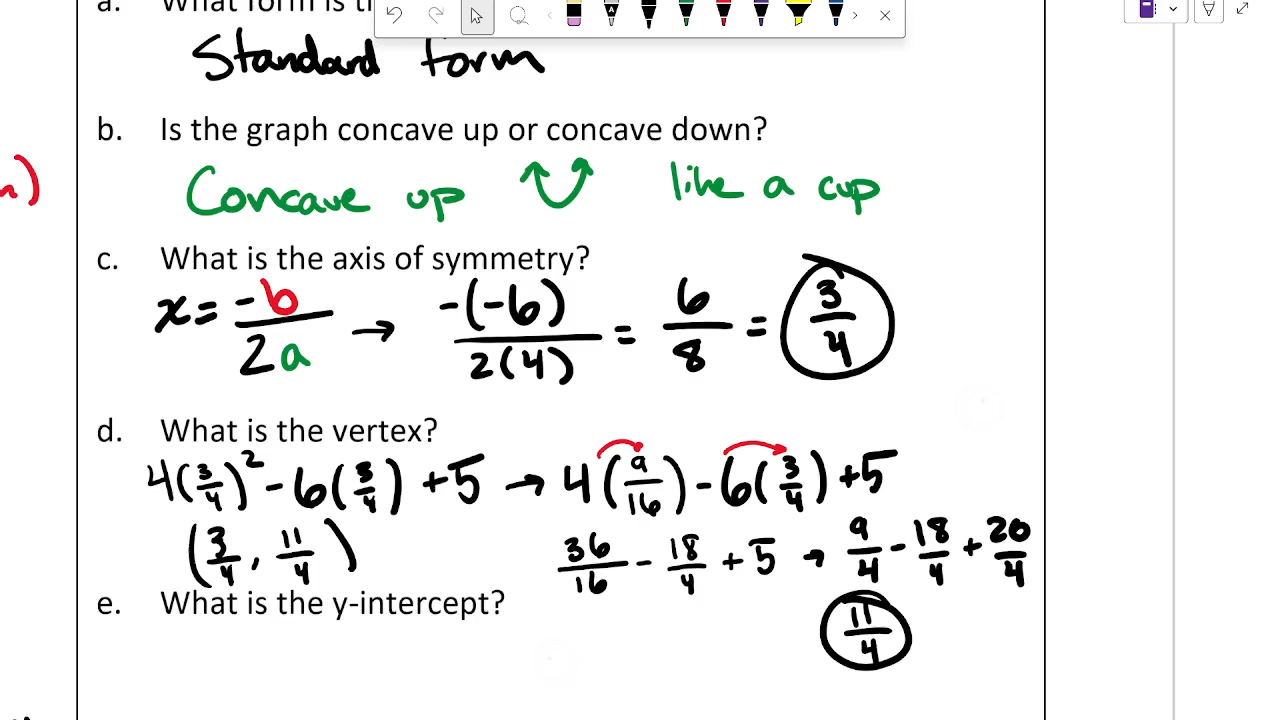 a. What form is t
Standard form
b. Is the graph concave up or concave down?
Concave up like a cup
c. What is the axis of symmetry?
x = -b/2a → -(-6)/2(4) = 6/8 = 3/4
d. What is the vertex?
4(3/4)² - 6(3/4) + 5 → 4(9/16) - 6(3/4) + 5
(3/4, 11/4) 36/16 - 18/4 + 5 → 9/4 - 18/4 + 20/4
e. What is the y-intercept?
11/4